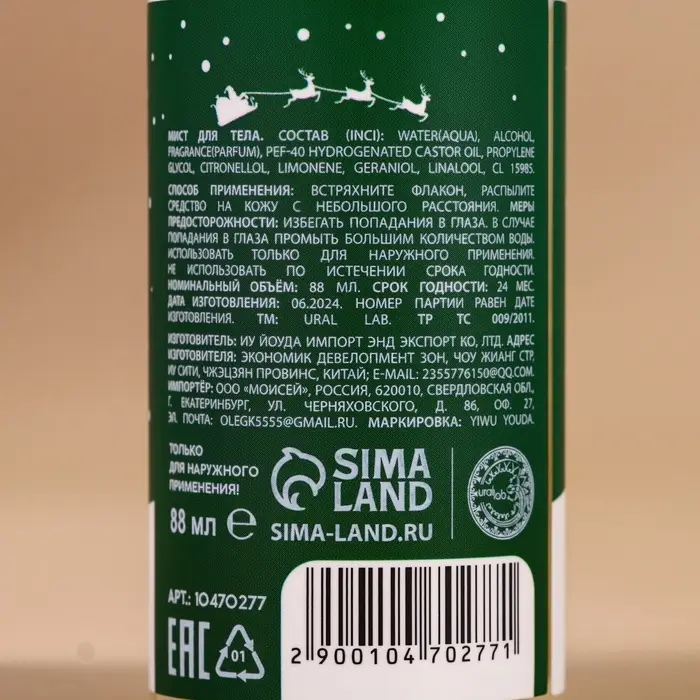 МИСТ ДЛЯ ТЕЛА. СОСТАВ (INCI): WATER(AQUA), ALCOHOL,
FRAGRANCE(PARFUM), PEF-40 HYDROGENATED CASTOR OIL, PROPYLENE
GLYCOL, CITRONELLOL, LIMONENE, GERANIOL, LINALOOL, CL 15985.
СПОСОБ ПРИМЕНЕНИЯ: ВСТРЯХНИТЕ ФЛАКОН, РАСПЫЛИТЕ
СРЕДСТВО НА КОЖУ С НЕБОЛЬШОГО РАССТОЯНИЯ. МЕРЫ
ПРЕДОСТОРОЖНОСТИ: ИЗБЕГАТЬ ПОПАДАНИЯ В ГЛАЗА. В СЛУЧАЕ
ПОПАДАНИЯ В ГЛАЗА ПРОМЫТЬ БОЛЬШИМ КОЛИЧЕСТВОМ ВОДЫ.
ИСПОЛЬЗОВАТЬ ТОЛЬКО ДЛЯ НАРУЖНОГО ПРИМЕНЕНИЯ.
НЕ ИСПОЛЬЗОВАТЬ ПО ИСТЕЧЕНИИ СРОКА ГОДНОСТИ.
НОМИНАЛЬНЫЙ ОБЪЁМ: 88 МЛ. СРОК ГОДНОСТИ: 24 МЕС.
ДАТА ИЗГОТОВЛЕНИЯ: 06.2024. НОМЕР ПАРТИИ РАВЕН ДАТЕ
ИЗГОТОВЛЕНИЯ. ТМ: URAL LAB. ТР ТС 009/2011.
ИЗГОТОВИТЕЛЬ: ИУ ЙОУДА ИМПОРТ ЭНД ЭКСПОРТ КО, ЛТД. АДРЕС
ИЗГОТОВИТЕЛЯ: ЭКОНОМИК ДЕВЕЛОПМЕНТ ЗОН, ЧОУ ЖИАНГ СТР,
ИУ СИТИ, ЧЖЭЦЗЯН ПРОВИНС, КИТАЙ; E-MAIL: 2355776150@QQ.COM.
ИМПОРТЁР: ООО «МОИСЕЙ», РОССИЯ, 620010, СВЕРДЛОВСКАЯ ОБЛ.,
Г. ЕКАТЕРИНБУРГ, УЛ. ЧЕРНЯХОВСКОГО, Д. 86, ОФ. 27,
ЭЛ. ПОЧТА: OLEGK5555@GMAIL.RU. МАРКИРОВКА: YIWU YOUDA.
ТОЛЬКО
ДЛЯ НАРУЖНОГО
ПРИМЕНЕНИЯ!
88 МЛ e
SIMA
LAND
SIMA-LAND.RU
ural lab
АРТ.: 10470277
EAC
01
2 900104 702771